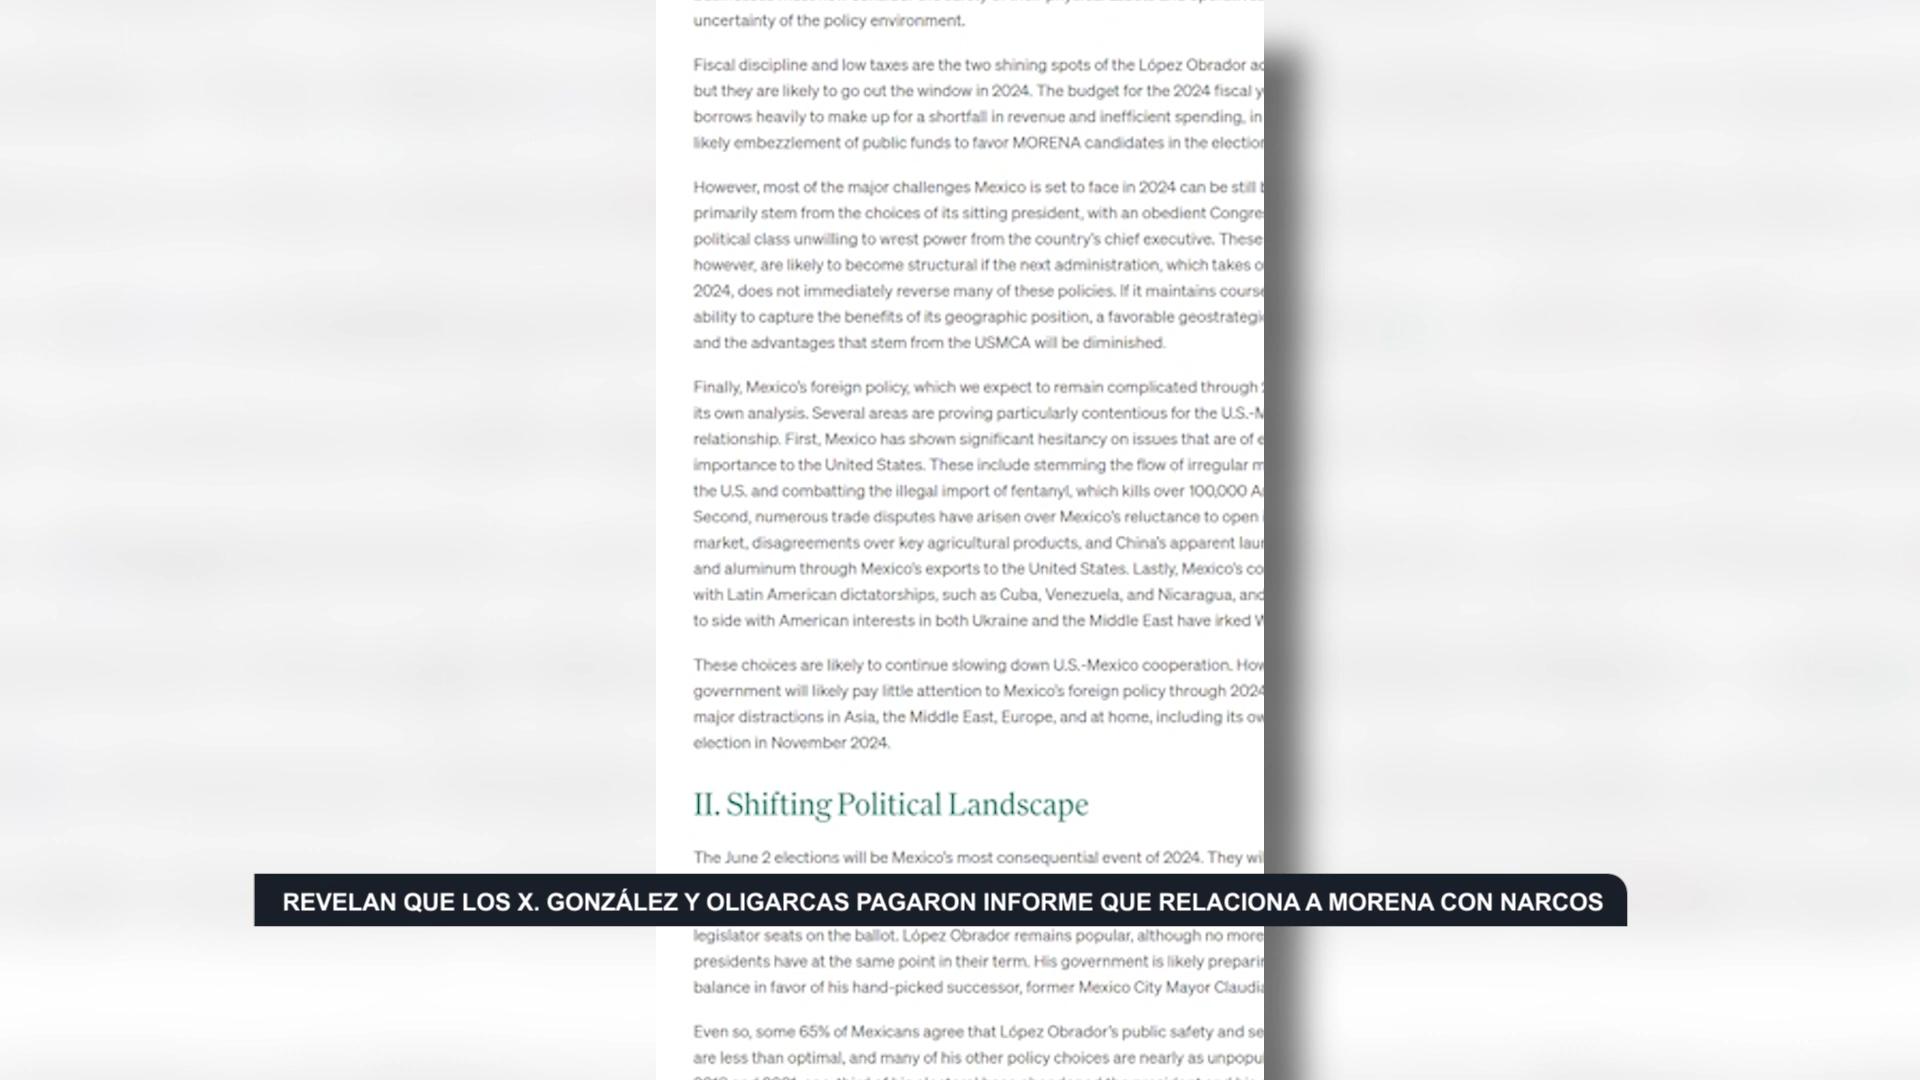 uncertainty of the policy environment.
Fiscal discipline and low taxes are the two shining spots of the López Obrador
but they are likely to go out the window in 2024. The budget for the 2024 fiscal
borrows heavily to make up for a shortfall in revenue and inefficient spending, in
likely embezzlement of public funds to favor MORENA candidates in the election
However, most of the major challenges Mexico is set to face in 2024 can be still
primarily stem from the choices of its sitting president, with an obedient Congre
political class unwilling to wrest power from the country's chief executive. These
however, are likely to become structural if the next administration, which takes o
2024, does not immediately reverse many of these policies. If it maintains course
ability to capture the benefits of its geographic position, a favorable geostrategi
and the advantages that stem from the USMCA will be diminished.
Finally, Mexico's foreign policy, which we expect to remain complicated through
its own analysis. Several areas are proving particularly contentious for the U.S.-M
relationship. First, Mexico has shown significant hesitancy on issues that are of e
importance to the United States. These include stemming the flow of irregular m
the U.S. and combatting the illegal import of fentanyl, which kills over 100,000 A
Second, numerous trade disputes have arisen over Mexico's reluctance to open
market, disagreements over key agricultural products, and China's apparent lau
and aluminum through Mexico's exports to the United States. Lastly, Mexico's co
with Latin American dictatorships, such as Cuba, Venezuela, and Nicaragua, and
to side with American interests in both Ukraine and the Middle East have irked W
These choices are likely to continue slowing down U.S.-Mexico cooperation. How
government will likely pay little attention to Mexico's foreign policy through 2024
major distractions in Asia, the Middle East, Europe, and at home, including its ow
election in November 2024.
II. Shifting Political Landscape
The June 2 elections will be Mexico's most consequential event of 2024. They wil
REVELAN QUE LOS X. GONZÁLEZ Y OLIGARCAS PAGARON INFORME QUE RELACIONA A MORENA CON NARCOS
legislator seats on the ballot. López Obrador remains popular, although no more
presidents have at the same point in their term. His government is likely preparin
balance in favor of his hand-picked successor, former Mexico City Mayor Claudia
Even so, some 65% of Mexicans agree that López Obrador's public safety and se
are less than optimal, and many of his other policy choices are nearly as unpopu